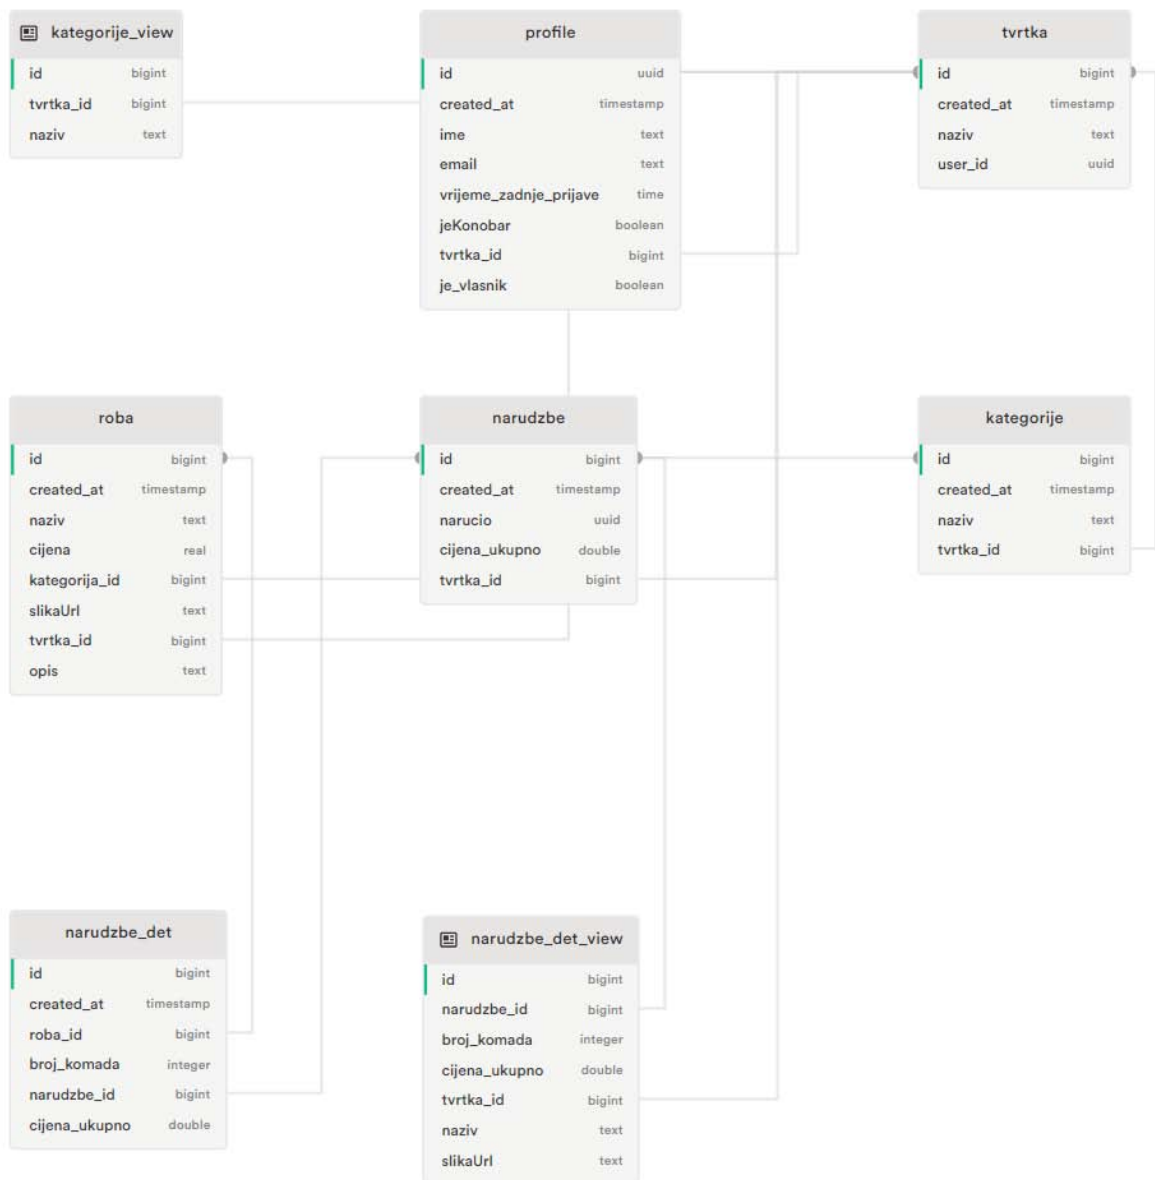 kategorije_view
id bigint
tvrtka_id bigint
naziv text
profile
id uuid
created_at timestamp
ime text
email text
vrijeme_zadnje_prijave time
jeKonobar boolean
tvrtka_id bigint
je_vlasnik boolean
tvrtka
id bigint
created_at timestamp
naziv text
user_id uuid
roba
id bigint
created_at timestamp
naziv text
cijena real
kategorija_id bigint
slikaUrl text
tvrtka_id bigint
opis text
narudzbe
id bigint
created_at timestamp
narucio uuid
cijena_ukupno double
tvrtka_id bigint
kategorije
id bigint
created_at timestamp
naziv text
tvrtka_id bigint
narudzbe_det
id bigint
created_at timestamp
roba_id bigint
broj_komada integer
narudzbe_id bigint
cijena_ukupno double
narudzbe_det_view
id bigint
narudzbe_id bigint
broj_komada integer
cijena_ukupno double
tvrtka_id bigint
naziv text
slikaUrl text